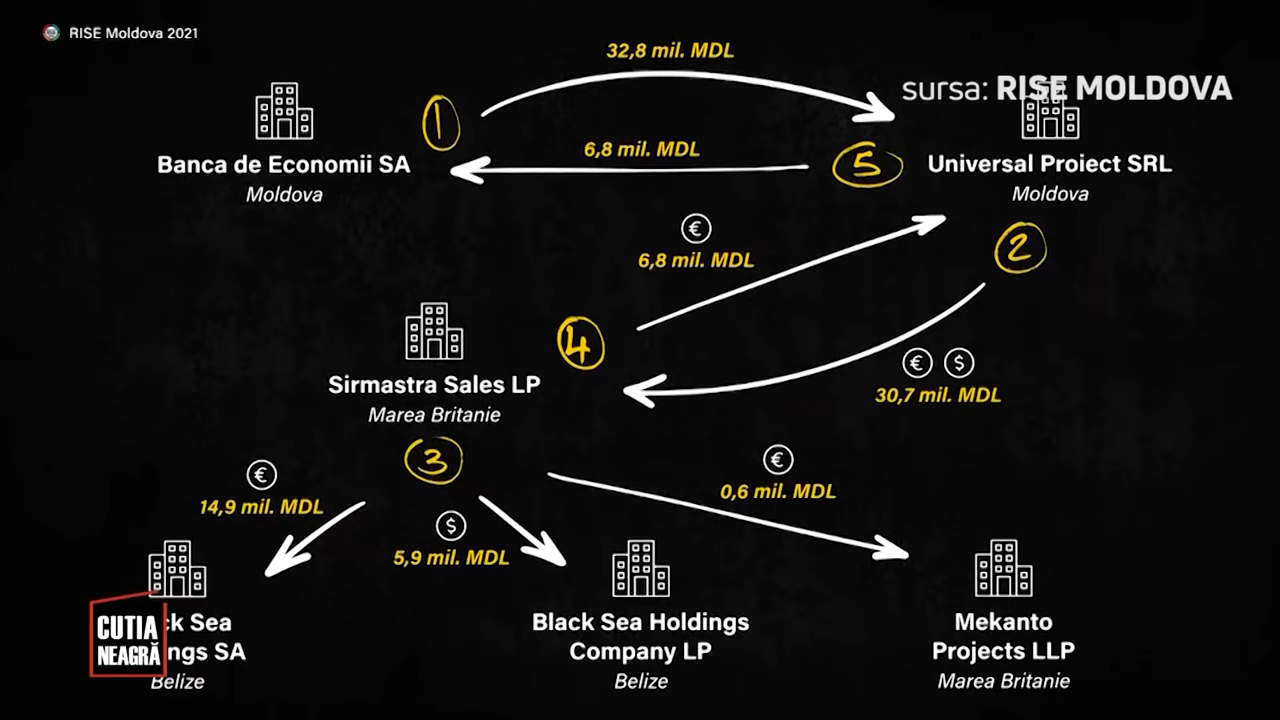 RISE Moldova 2021
32,8 mil. MDL
sursa: RISE MOLDOVA
1
Banca de Economii SA
Moldova
6,8 mil. MDL
5
Universal Proiect SRL
Moldova
€
6,8 mil. MDL
2
4
Sirmastra Sales LP
Marea Britanie
€ $
30,7 mil. MDL
3
€
14,9 mil. MDL
$
5,9 mil. MDL
€
0,6 mil. MDL
CUTIA
NEAGRĂ
Sea
SA
Belize
Black Sea Holdings
Company LP
Belize
Mekanto
Projects LLP
Marea Britanie